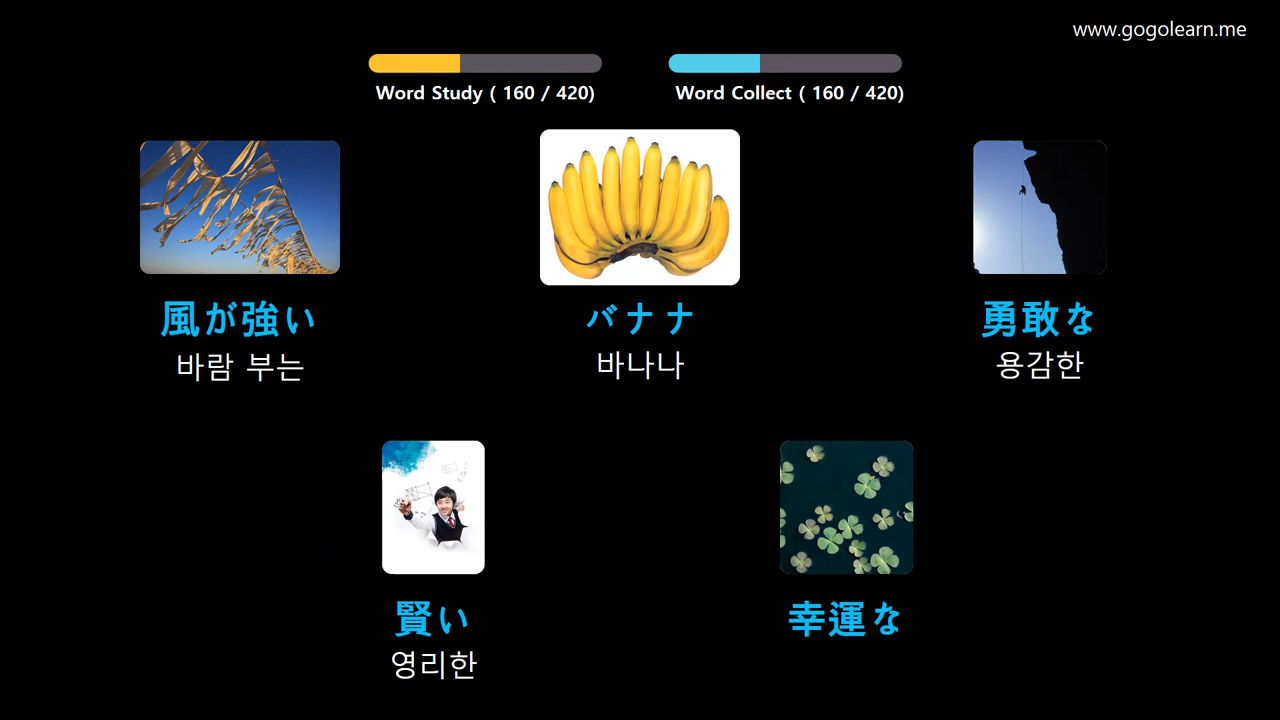 www.gogolearn.me
Word Study ( 160 / 420)
Word Collect ( 160 / 420)
風が強い
바람 부는
バナナ
바나나
勇敢な
용감한
賢い
영리한
幸運な